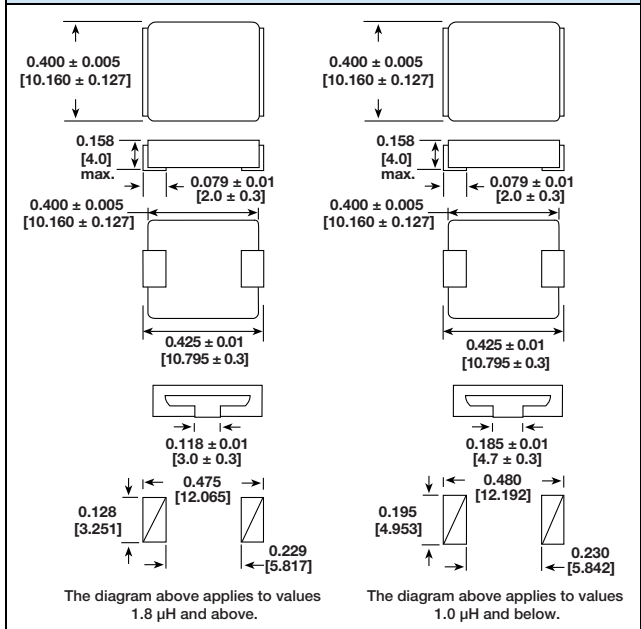 0.400 ± 0.005
[10.160 ± 0.127]
0.158
[4.0]
max.
0.079 ± 0.01
[2.0 ± 0.3]
0.400 ± 0.005
[10.160 ± 0.127]
0.425 ± 0.01
[10.795 ± 0.3]
0.118 ± 0.01
[3.0 ± 0.3]
0.475
[12.065]
0.128
[3.251]
0.229
[5.817]
The diagram above applies to values
1.8 µH and above.
0.400 ± 0.005
[10.160 ± 0.127]
0.158
[4.0]
max.
0.079 ± 0.01
[2.0 ± 0.3]
0.400 ± 0.005
[10.160 ± 0.127]
0.425 ± 0.01
[10.795 ± 0.3]
0.185 ± 0.01
[4.7 ± 0.3]
0.480
[12.192]
0.195
[4.953]
0.230
[5.842]
The diagram above applies to values
1.0 µH and below.